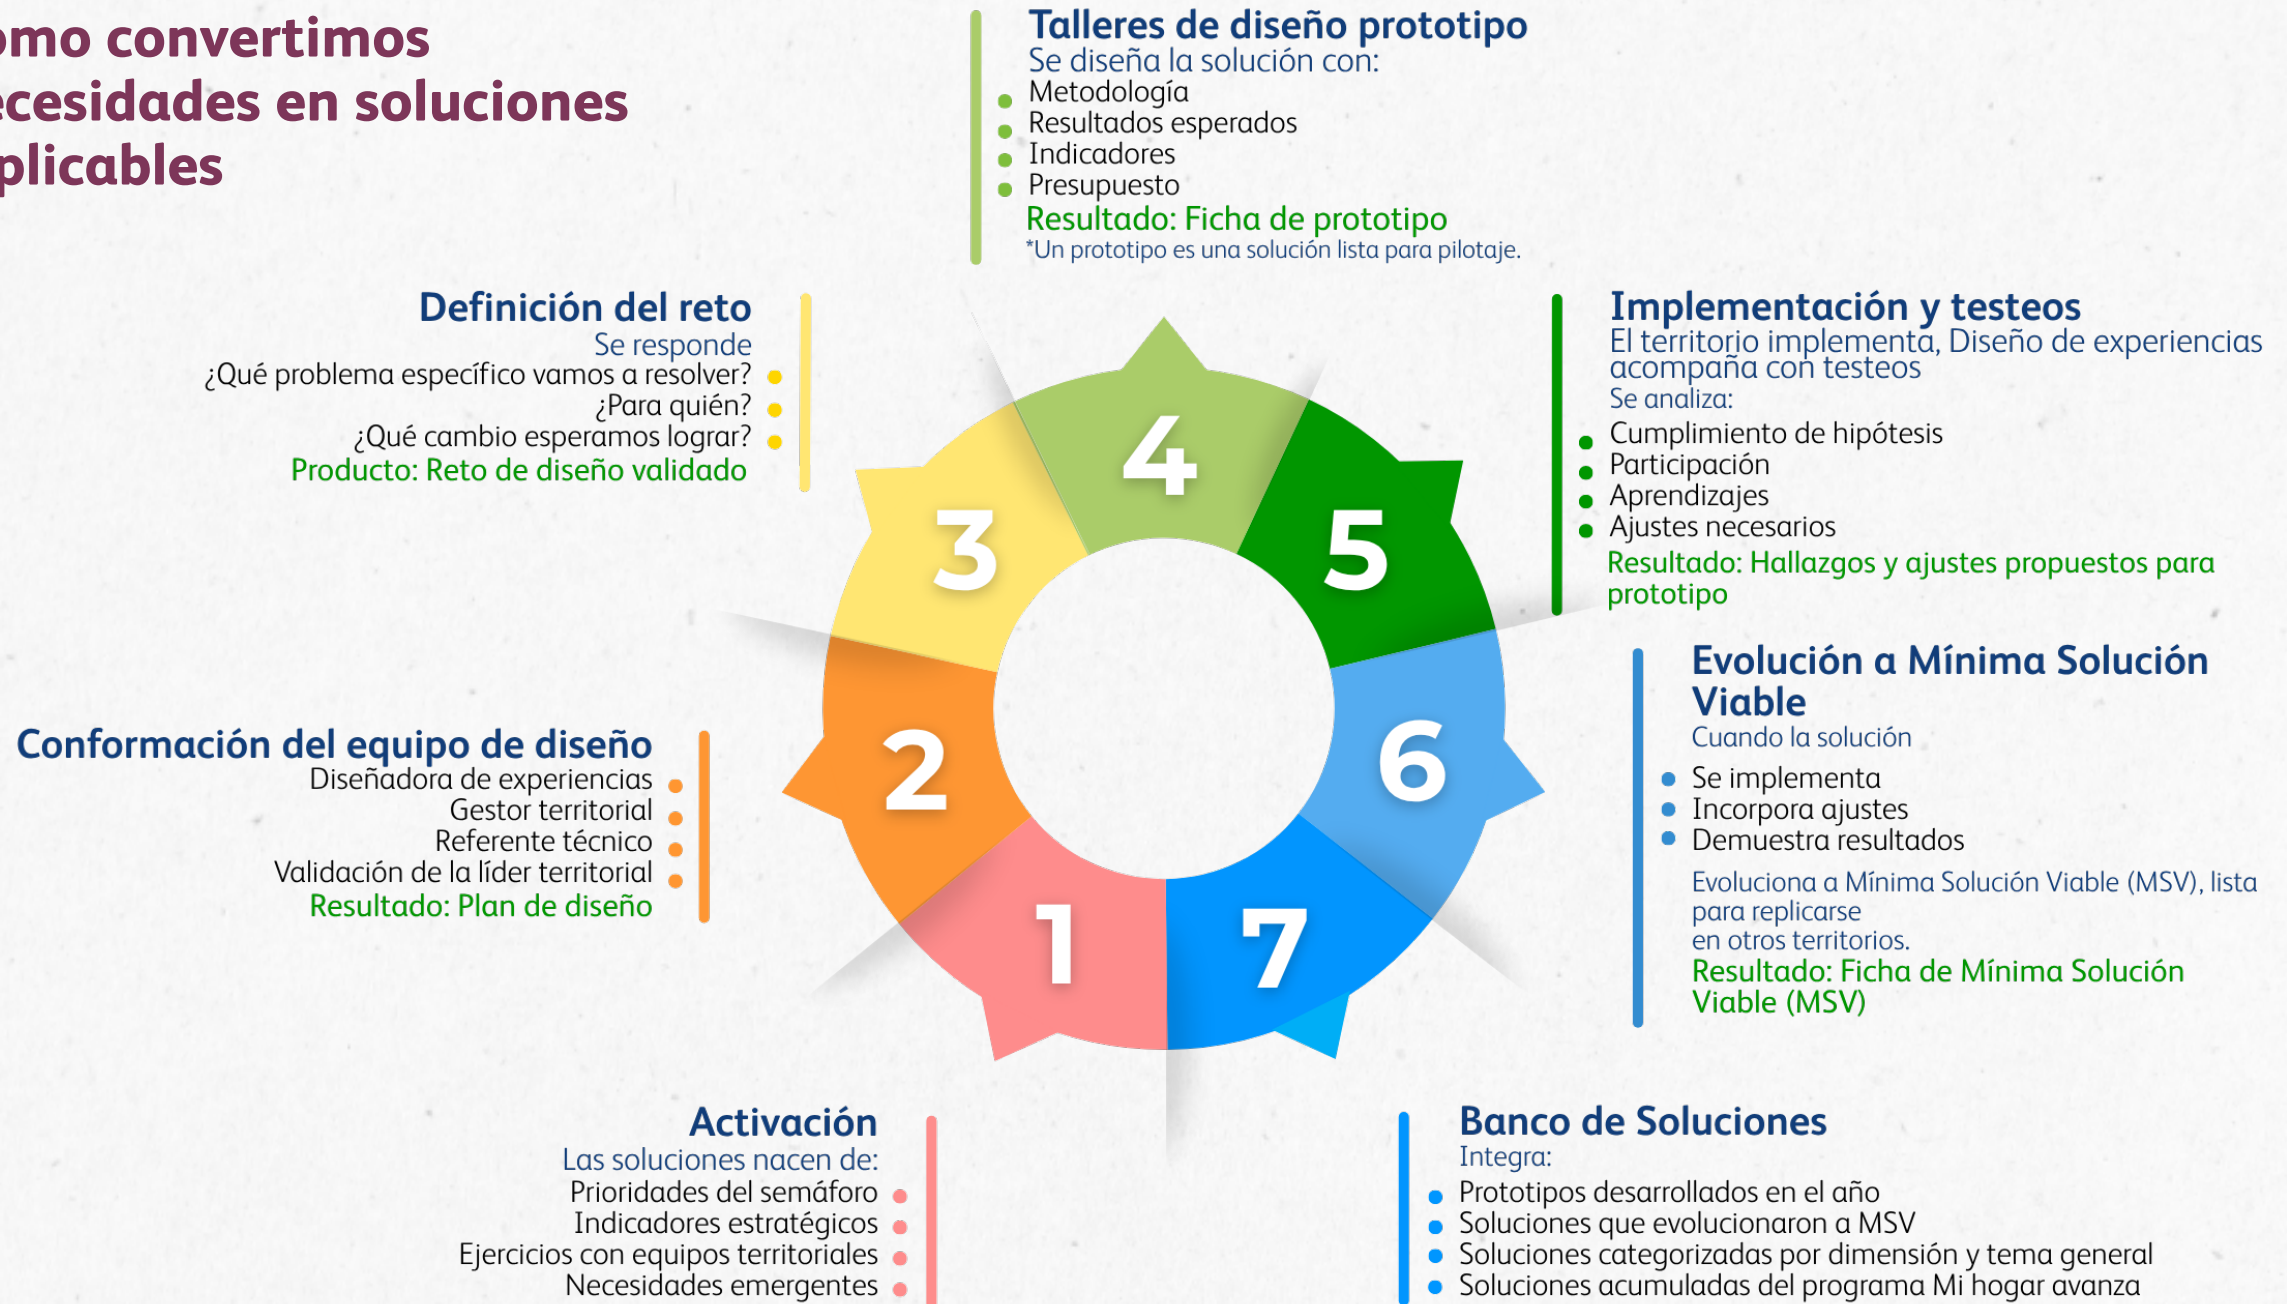 omo convertimos
ecesidades en soluciones
plicables
Talleres de diseño prototipo
Se diseña la solución con:
Metodología
Resultados esperados
Indicadores
Presupuesto
Resultado: Ficha de prototipo
*Un prototipo es una solución lista para pilotaje.
Definición del reto
Se responde
¿Qué problema específico vamos a resolver?
¿Para quién?
¿Qué cambio esperamos lograr?
Producto: Reto de diseño validado
Implementación y testeos
El territorio implementa, Diseño de experiencias
acompaña con testeos
Se analiza:
Cumplimiento de hipótesis
Participación
Aprendizajes
Ajustes necesarios
Resultado: Hallazgos y ajustes propuestos para
prototipo
4
3
5
2
6
1
7
Conformación del equipo de diseño
Diseñadora de experiencias
Gestor territorial
Referente técnico
Validación de la líder territorial
Resultado: Plan de diseño
Evolución a Mínima Solución
Viable
Cuando la solución
Se implementa
Incorpora ajustes
Demuestra resultados
Evoluciona a Mínima Solución Viable (MSV), lista
para replicarse
en otros territorios.
Resultado: Ficha de Mínima Solución
Viable (MSV)
Activación
Las soluciones nacen de:
Prioridades del semáforo
Indicadores estratégicos
Ejercicios con equipos territoriales
Necesidades emergentes
Banco de Soluciones
Integra:
Prototipos desarrollados en el año
Soluciones que evolucionaron a MSV
Soluciones categorizadas por dimensión y tema general
Soluciones acumuladas del programa Mi hogar avanza